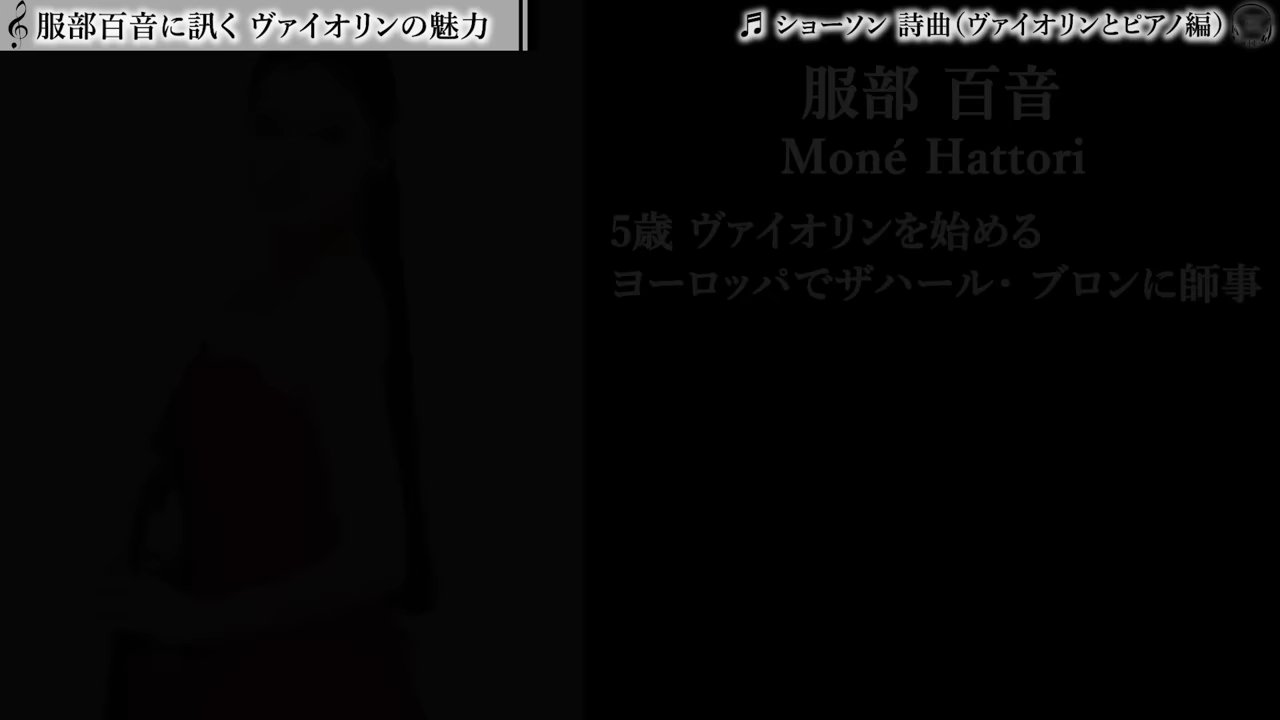 服部百音に訊く ヴァイオリンの魅力
♬ ショーソン 詩曲(ヴァイオリンとピアノ編)
服部 百音
Moné Hattori
5歳 ヴァイオリンを始める
ヨーロッパでザハール・ブロンに師事